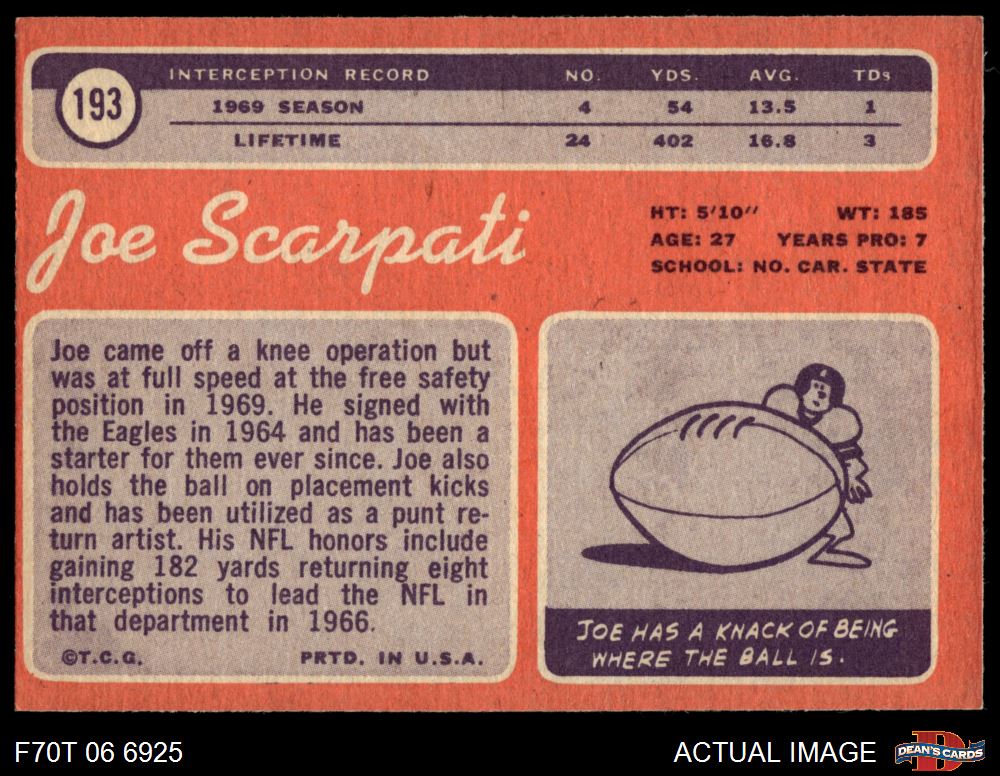 193
INTERCEPTION RECORD NO. YDS. AVG. TDs
1969 SEASON 4 54 13.5 1
LIFETIME 24 402 16.8 3
Joe Scarpati
HT: 5'10" WT: 185
AGE: 27 YEARS PRO: 7
SCHOOL: NO. CAR. STATE
Joe came off a knee operation but
was at full speed at the free safety
position in 1969. He signed with
the Eagles in 1964 and has been a
starter for them ever since. Joe also
holds the ball on placement kicks
and has been utilized as a punt re-
turn artist. His NFL honors include
gaining 182 yards returning eight
interceptions to lead the NFL in
that department in 1966.
©T.C.G. PRTD. IN U.S.A.
JOE HAS A KNACK OF BEING
WHERE THE BALL IS.
F70T 06 6925
ACTUAL IMAGE
D
DEAN'S CARDS